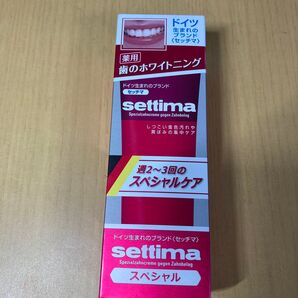 ドイツ
生まれの
ブランド
〈セッチマ〉
薬用
歯のホワイトニング
ドイツ生まれのブランド
セッチマ
settima
Spezialzahncreme gegen Zahnbelag
しつこい着色汚れや
黄ばみの集中ケア
週2～3回の
スペシャルケア
ドイツ生まれのブランド〈セッチマ〉
settima
Spezialzahncreme gegen Zahnbelag
スペシャル